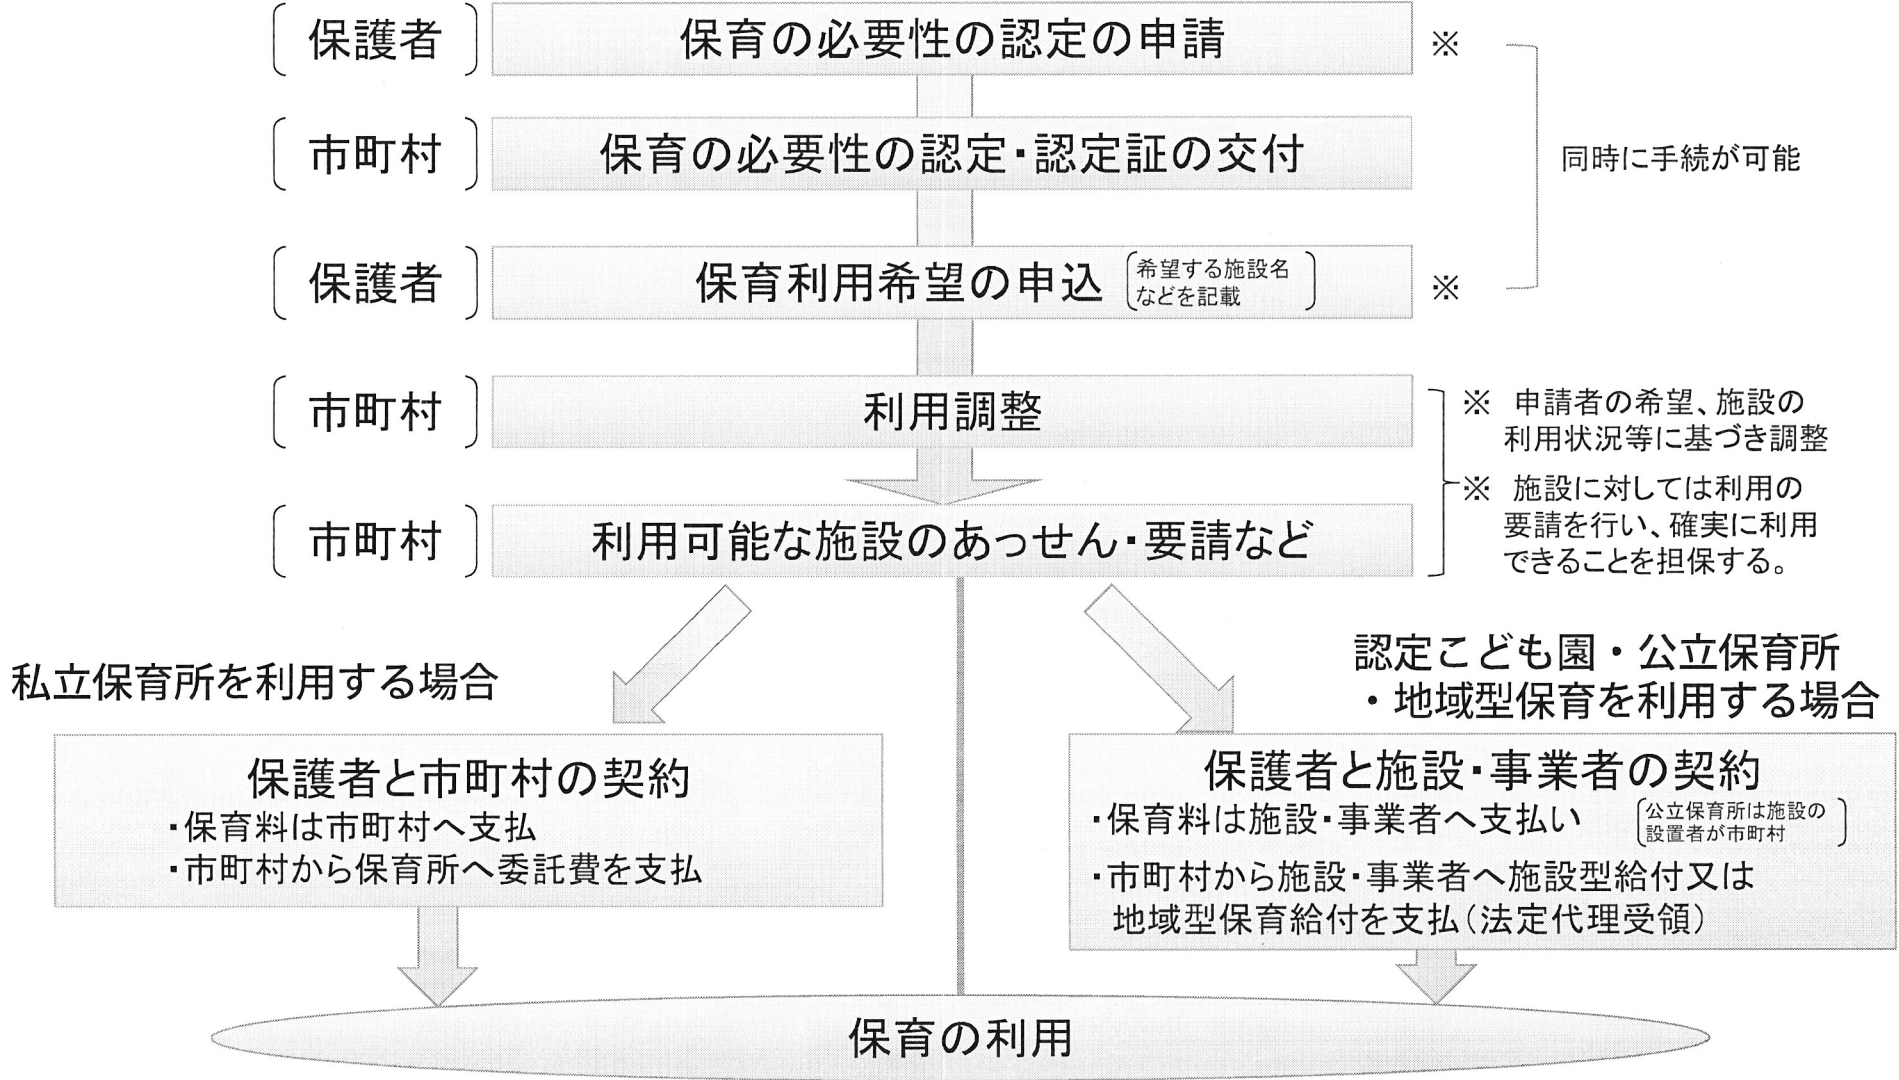 保護者
保育の必要性の認定の申請
※
市町村
保育の必要性の認定・認定証の交付
同時に手続が可能
保護者
保育利用希望の申込
希望する施設名
などを記載
※
市町村
利用調整
※ 申請者の希望、施設の
利用状況等に基づき調整
市町村
利用可能な施設のあっせん・要請など
※ 施設に対しては利用の
要請を行い、確実に利用
できることを担保する。
私立保育所を利用する場合
保護者と市町村の契約
・保育料は市町村へ支払
・市町村から保育所へ委託費を支払
認定こども園・公立保育所
・地域型保育を利用する場合
保護者と施設・事業者の契約
・保育料は施設・事業者へ支払い
公立保育所は施設の
設置者が市町村
・市町村から施設・事業者へ施設型給付又は
地域型保育給付を支払（法定代理受領）
保育の利用